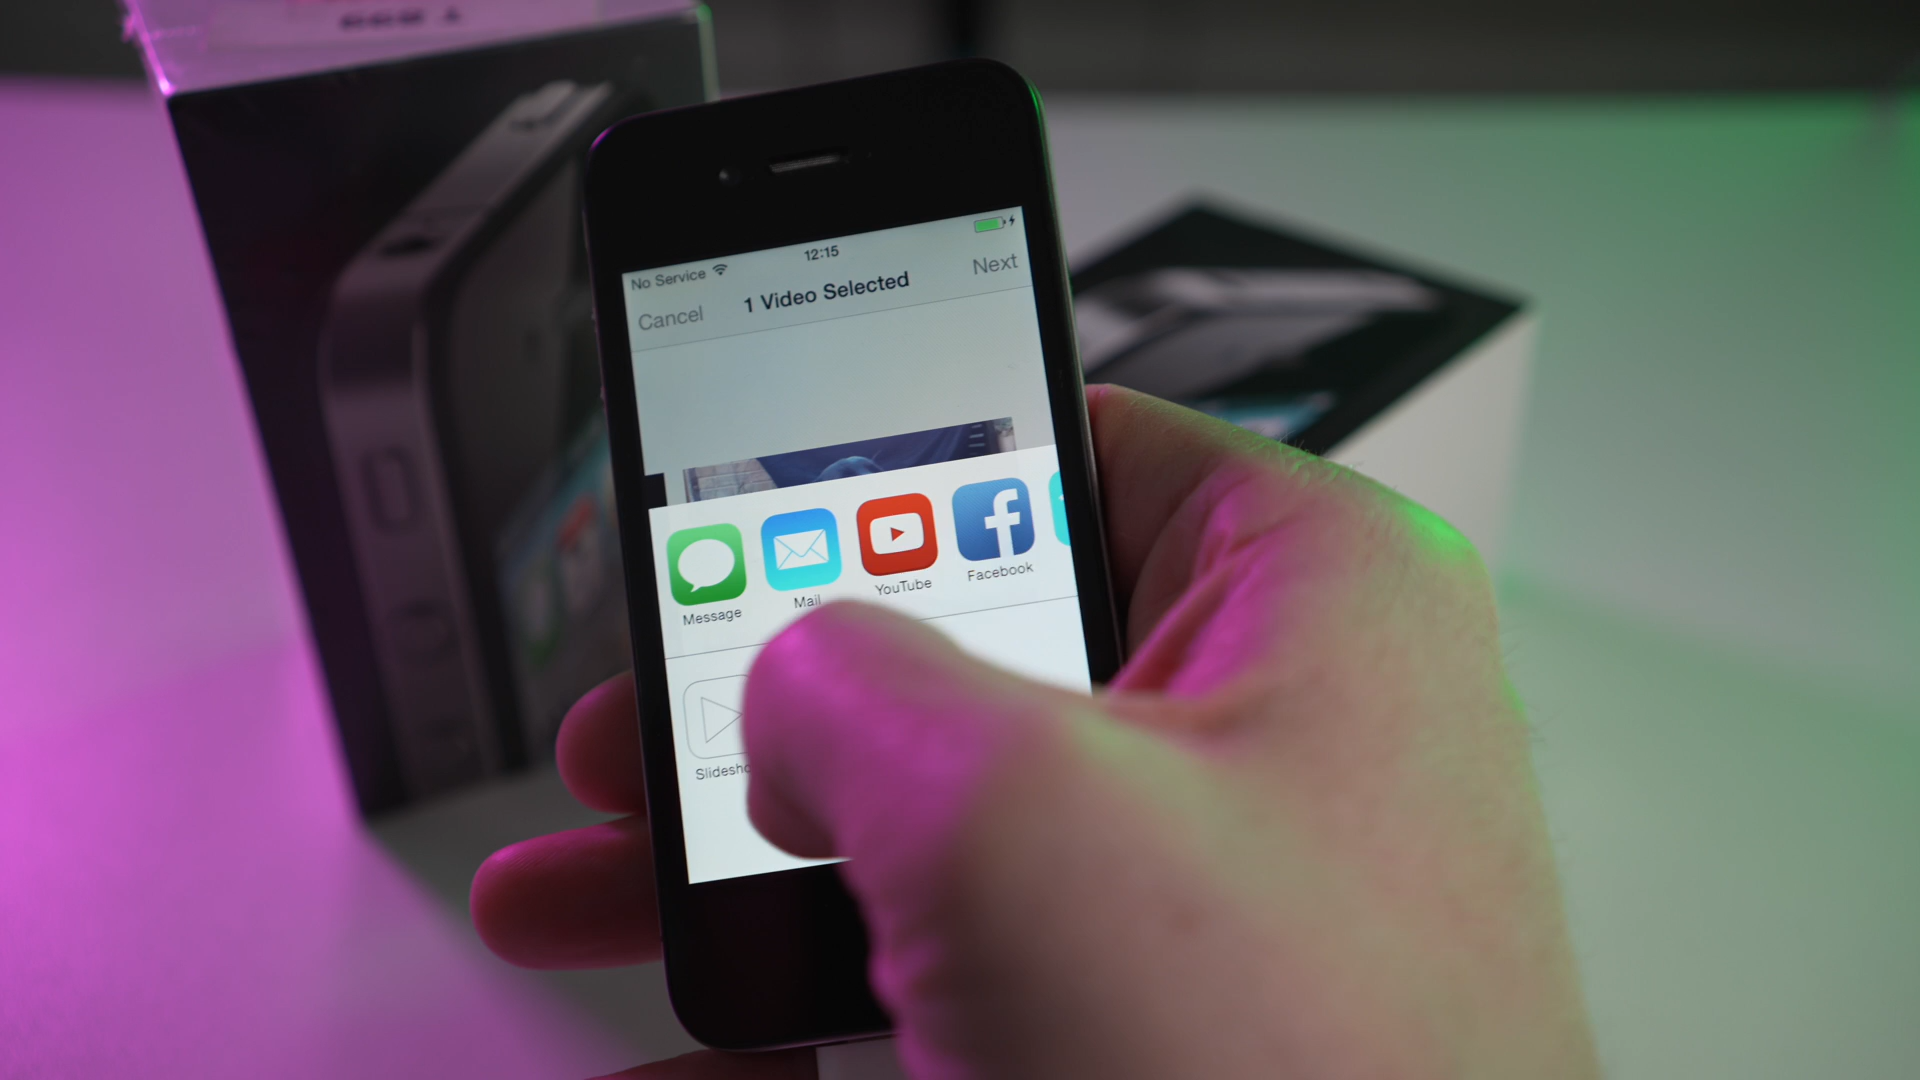 No Service
12:15
Cancel
1 Video Selected
Next
Message
Mail
YouTube
Facebook
Slidesho